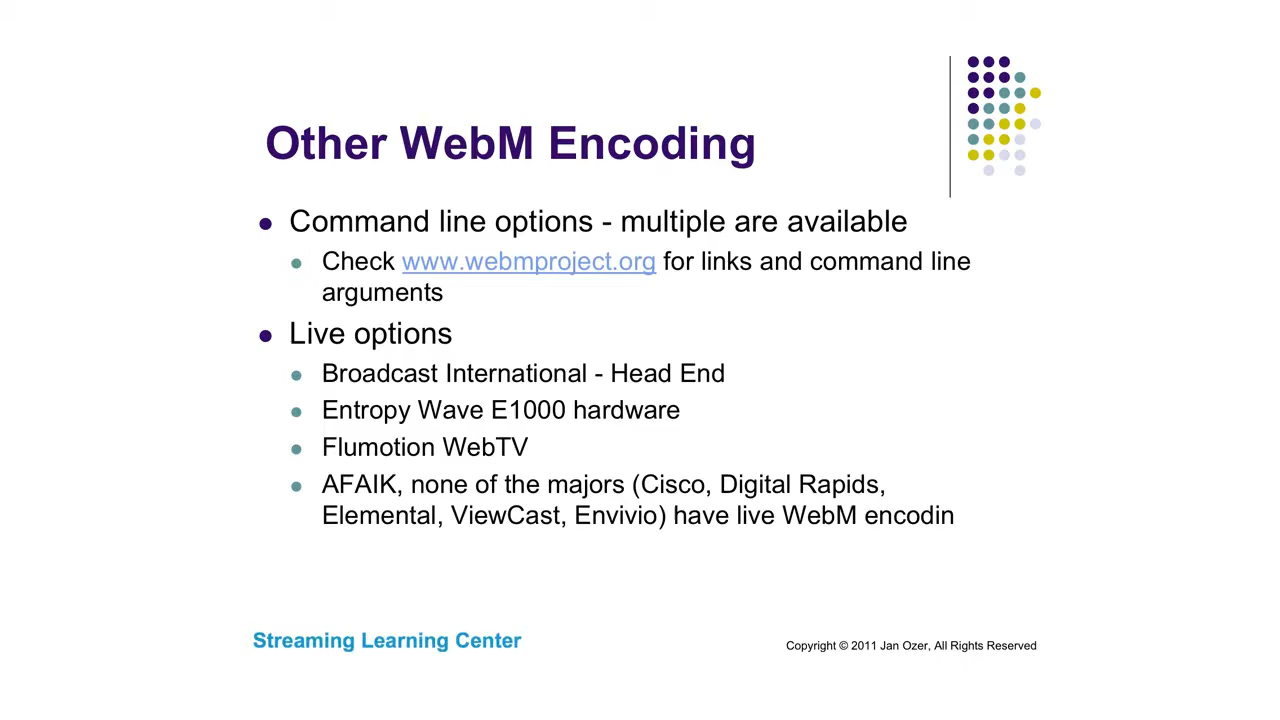 Other WebM Encoding
Command line options - multiple are available
Check www.webmproject.org for links and command line
arguments
Live options
Broadcast International - Head End
Entropy Wave E1000 hardware
Flumotion WebTV
AFAIK, none of the majors (Cisco, Digital Rapids,
Elemental, ViewCast, Envivio) have live WebM encodin
Streaming Learning Center
Copyright © 2011 Jan Ozer, All Rights Reserved